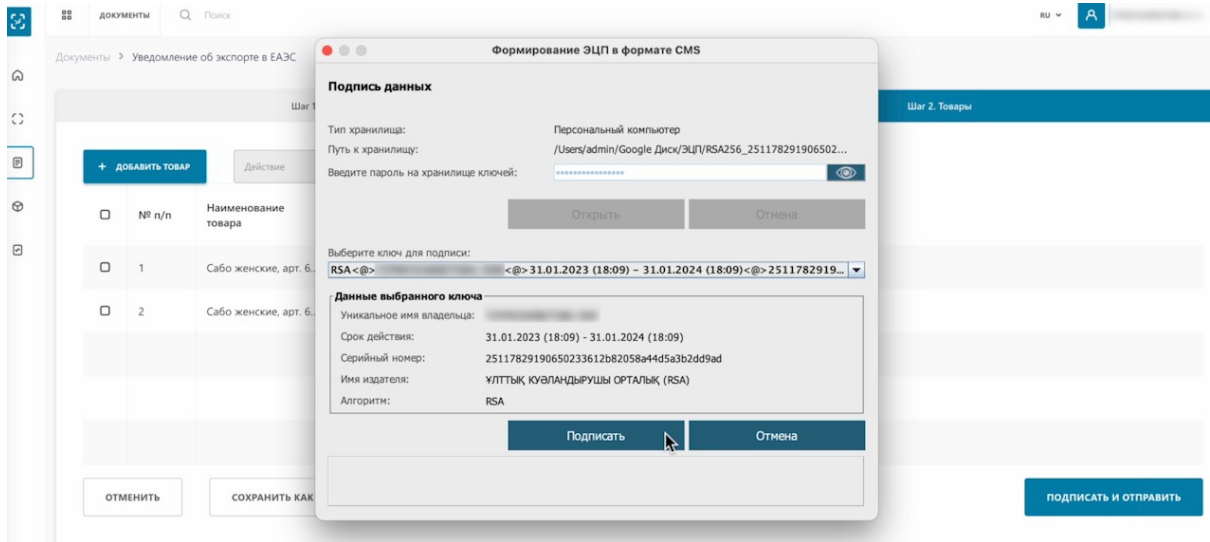 ДОКУМЕНТЫ
Поиск
RU
Документы > Уведомление об экспорте в ЕАЭС
Формирование ЭЦП в формате CMS
Подпись данных
Шаг 1
Шаг 2. Товары
Тип хранилища: Персональный компьютер
Путь к хранилищу: /Users/admin/Google Диск/ЭЦП/RSA256_251178291906502...
Введите пароль на хранилище ключей: ****************
+ ДОБАВИТЬ ТОВАР
Действие
Открыть
Отмена
№ п/п
Наименование
товара
Выберите ключ для подписи:
RSA<@> <@>31.01.2023 (18:09) - 31.01.2024 (18:09)<@>2511782919...
1 Сабо женские, арт. 6...
2 Сабо женские, арт. 6...
Данные выбранного ключа
Уникальное имя владельца:
Срок действия: 31.01.2023 (18:09) - 31.01.2024 (18:09)
Серийный номер: 25117829190650233612b82058a44d5a3b2dd9ad
Имя издателя: ҰЛТТЫҚ КУӘЛАНДЫРУШЫ ОРТАЛЫҚ (RSA)
Алгоритм: RSA
Подписать
Отмена
ОТМЕНИТЬ
СОХРАНИТЬ КАК
ПОДПИСАТЬ И ОТПРАВИТЬ